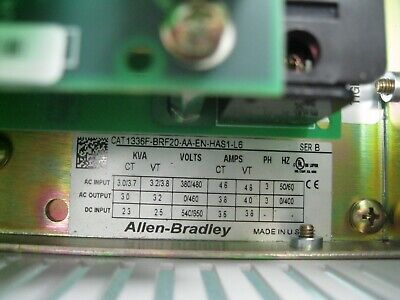 CAT 1336F-BRF20-AA-EN-HAS1-L6 SER B
KVA VOLTS AMPS PH HZ
CT VT CT VT
AC INPUT 3.0/3.7 3.2/3.8 380/480 4.6 4.8 3 50/60
AC OUTPUT 3.0 3.2 0/460 3.8 4.0 3 0/400
DC INPUT 2.3 2.5 540/650 3.6 3.8 -
UL
CE
Allen-Bradley MADE IN U.S.